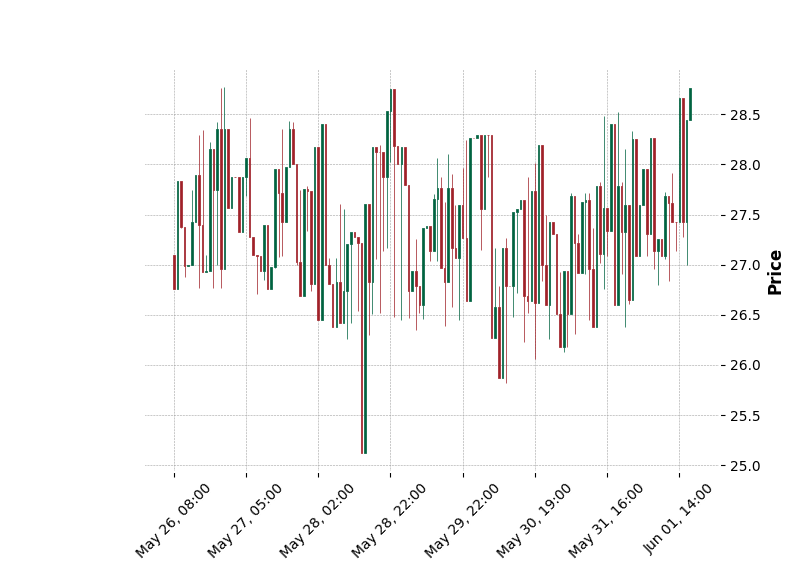 28.5
28.0
27.5
27.0
26.5
26.0
25.5
25.0
Price
May 26, 08:00
May 27, 05:00
May 28, 02:00
May 28, 22:00
May 29, 22:00
May 30, 19:00
May 31, 16:00
Jun 01, 14:00